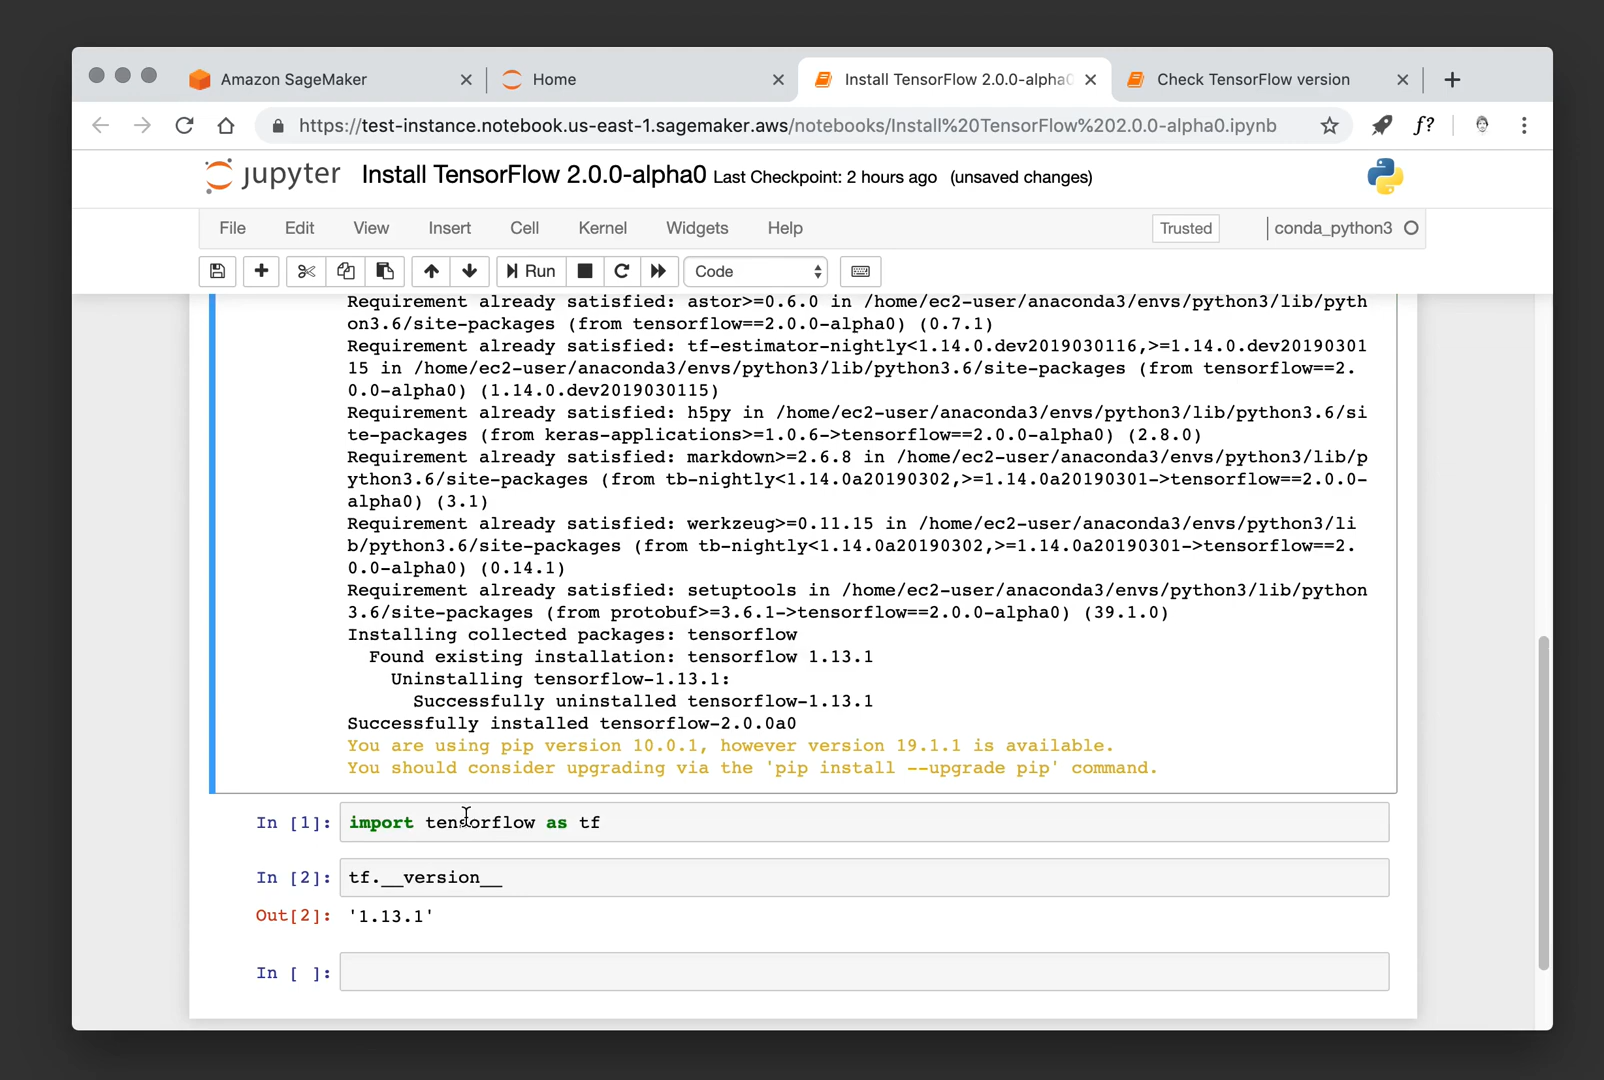 Amazon SageMaker
Home
Install TensorFlow 2.0.0-alpha0
Check TensorFlow version
https://test-instance.notebook.us-east-1.sagemaker.aws/notebooks/Install%20TensorFlow%202.0.0-alpha0.ipynb
f?
jupyter Install TensorFlow 2.0.0-alpha0 Last Checkpoint: 2 hours ago (unsaved changes)
File Edit View Insert Cell Kernel Widgets Help Trusted conda_python3
Run Code
Requirement already satisfied: astor>=0.6.0 in /home/ec2-user/anaconda3/envs/python3/lib/pyth
on3.6/site-packages (from tensorflow==2.0.0-alpha0) (0.7.1)
Requirement already satisfied: tf-estimator-nightly<1.14.0.dev2019030116,>=1.14.0.dev20190301
15 in /home/ec2-user/anaconda3/envs/python3/lib/python3.6/site-packages (from tensorflow==2.
0.0-alpha0) (1.14.0.dev2019030115)
Requirement already satisfied: h5py in /home/ec2-user/anaconda3/envs/python3/lib/python3.6/si
te-packages (from keras-applications>=1.0.6->tensorflow==2.0.0-alpha0) (2.8.0)
Requirement already satisfied: markdown>=2.6.8 in /home/ec2-user/anaconda3/envs/python3/lib/p
ython3.6/site-packages (from tb-nightly<1.14.0a20190302,>=1.14.0a20190301->tensorflow==2.0.0-
alpha0) (3.1)
Requirement already satisfied: werkzeug>=0.11.15 in /home/ec2-user/anaconda3/envs/python3/li
b/python3.6/site-packages (from tb-nightly<1.14.0a20190302,>=1.14.0a20190301->tensorflow==2.
0.0-alpha0) (0.14.1)
Requirement already satisfied: setuptools in /home/ec2-user/anaconda3/envs/python3/lib/python
3.6/site-packages (from protobuf>=3.6.1->tensorflow==2.0.0-alpha0) (39.1.0)
Installing collected packages: tensorflow
Found existing installation: tensorflow 1.13.1
Uninstalling tensorflow-1.13.1:
Successfully uninstalled tensorflow-1.13.1
Successfully installed tensorflow-2.0.0a0
You are using pip version 10.0.1, however version 19.1.1 is available.
You should consider upgrading via the 'pip install --upgrade pip' command.
In [1]: import tensorflow as tf
In [2]: tf.__version__
Out[2]: '1.13.1'
In [ ]: